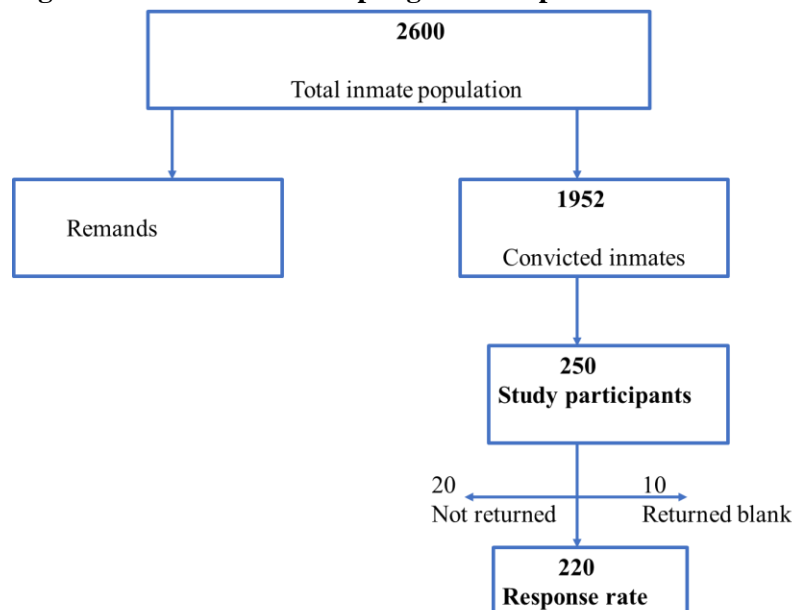 2600
Total inmate population
Remands
1952
Convicted inmates
250
Study participants
20
Not returned
10
Returned blank
220
Response rate